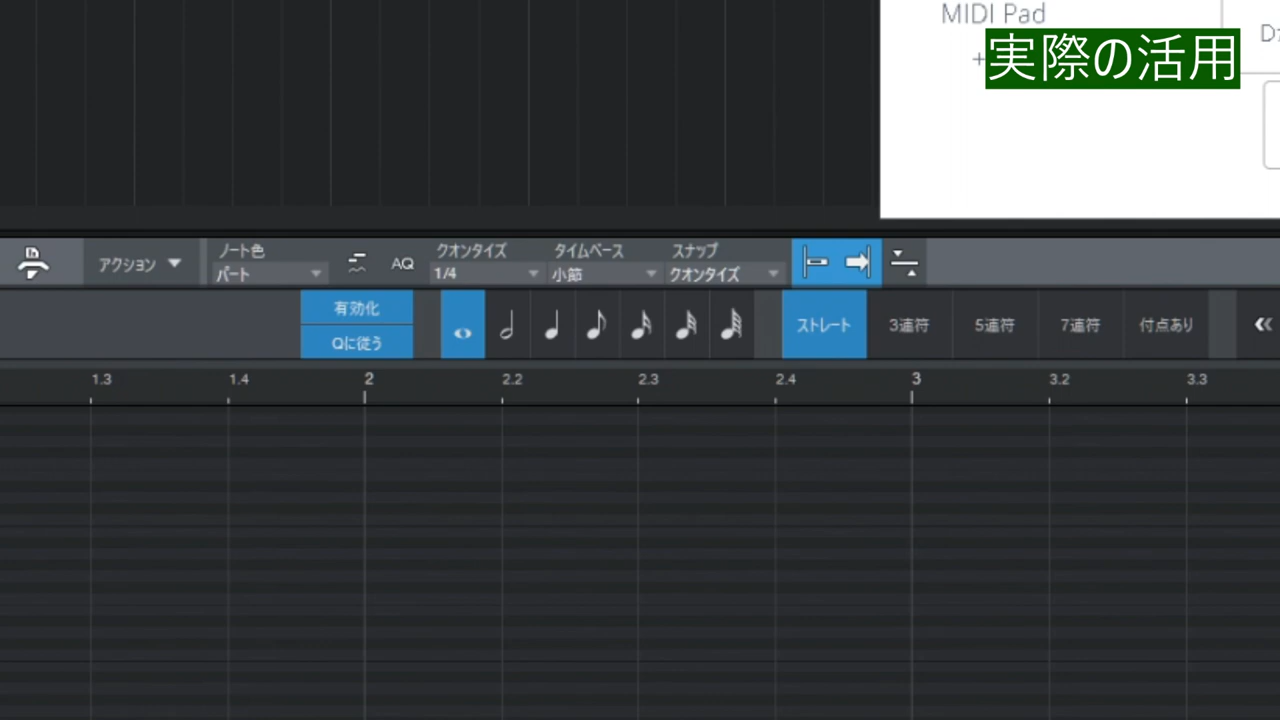 MIDI Pad
+
実際の活用
アクション
ノート色
パート
AQ
クオンタイズ
1/4
タイムベース
小節
スナップ
クオンタイズ
有効化
Qに従う
ストレート
3連符
5連符
7連符
付点あり
1.3 1.4 2 2.2 2.3 2.4 3 3.2 3.3